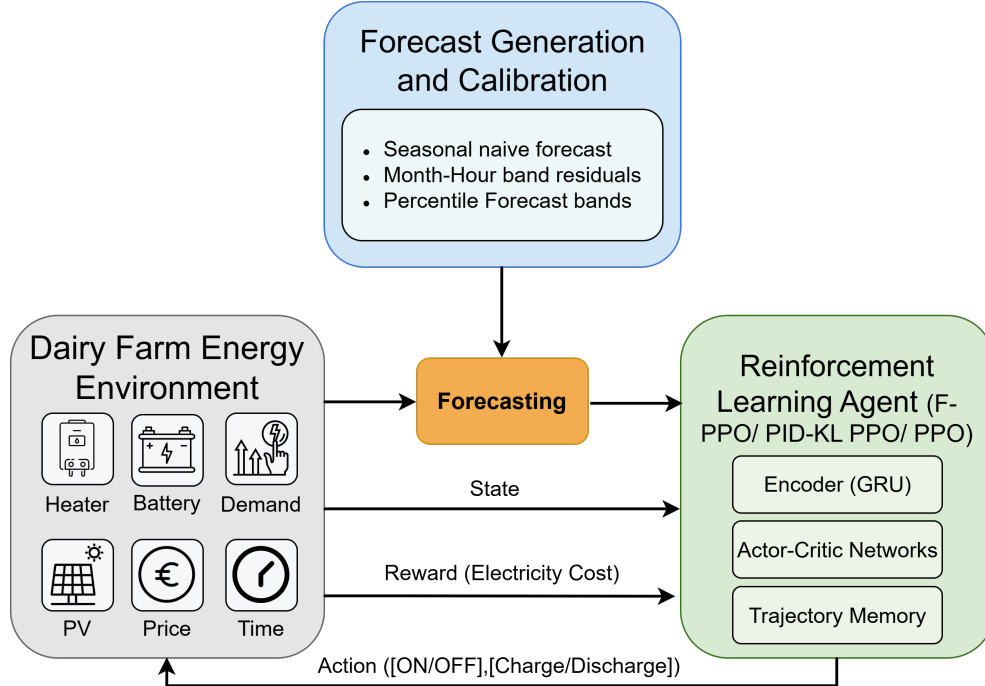 Forecast Generation
and Calibration
• Seasonal naive forecast
• Month-Hour band residuals
• Percentile Forecast bands
Dairy Farm Energy
Environment
Heater
Battery
Demand
PV
Price
Time
Forecasting
State
Reward (Electricity Cost)
Action ([ON/OFF],[Charge/Discharge])
Reinforcement
Learning Agent (F-
PPO/ PID-KL PPO/ PPO)
Encoder (GRU)
Actor-Critic Networks
Trajectory Memory